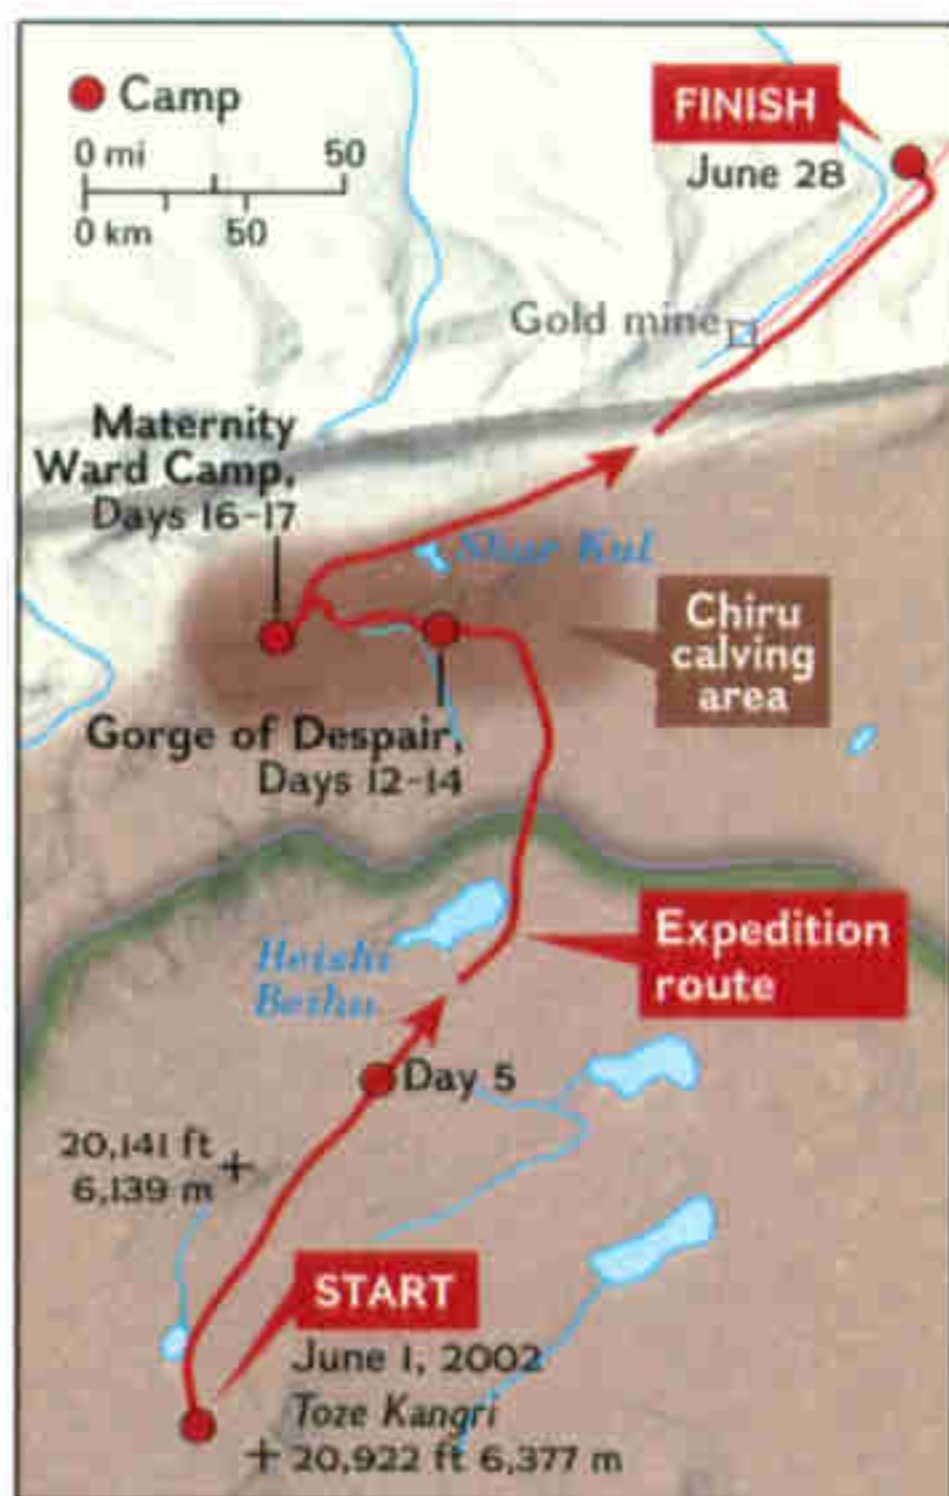 Camp
0 mi 50
0 km 50
FINISH
June 28
Gold mine
Maternity
Ward Camp,
Days 16-17
Shur Kul
Chiru
calving
area
Gorge of Despair,
Days 12-14
Heishi
Beihu
Expedition
route
Day 5
20,141 ft
6,139 m
START
June 1, 2002
Toze Kangri
20,922 ft 6,377 m